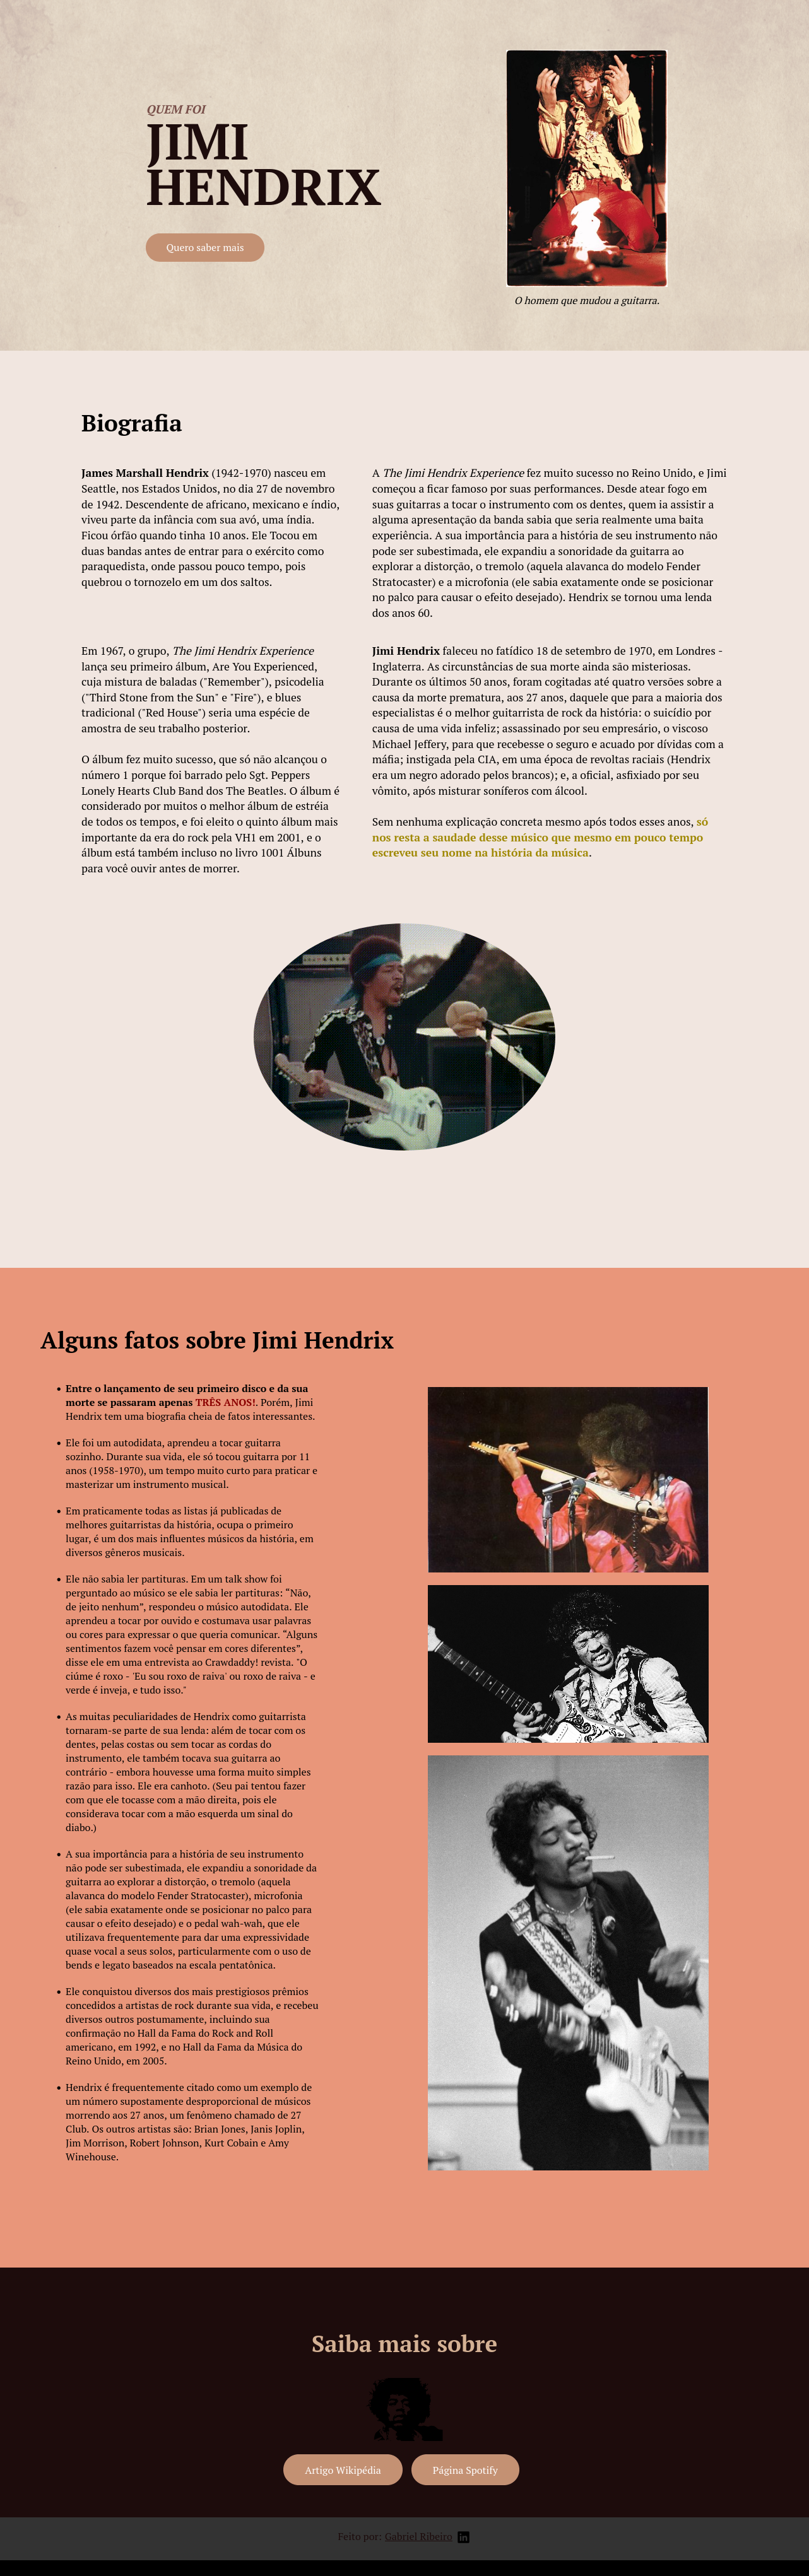 QUEM FOI
JIMI
HENDRIX
Quero saber mais
O homem que mudou a guitarra.
Biografia
James Marshall Hendrix (1942-1970) nasceu em
Seattle, nos Estados Unidos, no dia 27 de novembro
de 1942. Descendente de africano, mexicano e índio,
viveu parte da infância com sua avó, uma índia.
Ficou órfão quando tinha 10 anos. Ele Tocou em
duas bandas antes de entrar para o exército como
paraquedista, onde passou pouco tempo, pois
quebrou o tornozelo em um dos saltos.
A The Jimi Hendrix Experience fez muito sucesso no Reino Unido, e Jimi
começou a ficar famoso por suas performances. Desde atear fogo em
suas guitarras a tocar o instrumento com os dentes, quem ia assistir a
alguma apresentação da banda sabia que seria realmente uma baita
experiência. A sua importância para a história de seu instrumento não
pode ser subestimada, ele expandiu a sonoridade da guitarra ao
explorar a distorção, o tremolo (aquela alavanca do modelo Fender
Stratocaster) e a microfonia (ele sabia exatamente onde se posicionar
no palco para causar o efeito desejado). Hendrix se tornou uma lenda
dos anos 60.
Em 1967, o grupo, The Jimi Hendrix Experience
lança seu primeiro álbum, Are You Experienced,
cuja mistura de baladas ("Remember"), psicodelia
("Third Stone from the Sun" e "Fire"), e blues
tradicional ("Red House") seria uma espécie de
amostra de seu trabalho posterior.
O álbum fez muito sucesso, que só não alcançou o
número 1 porque foi barrado pelo Sgt. Peppers
Lonely Hearts Club Band dos The Beatles. O álbum é
considerado por muitos o melhor álbum de estréia
de todos os tempos, e foi eleito o quinto álbum mais
importante da era do rock pela VH1 em 2001, e o
álbum está também incluso no livro 1001 Álbuns
para você ouvir antes de morrer.
Jimi Hendrix faleceu no fatídico 18 de setembro de 1970, em Londres -
Inglaterra. As circunstâncias de sua morte ainda são misteriosas.
Durante os últimos 50 anos, foram cogitadas até quatro versões sobre a
causa da morte prematura, aos 27 anos, daquele que para a maioria dos
especialistas é o melhor guitarrista de rock da história: o suicídio por
causa de uma vida infeliz; assassinado por seu empresário, o viscoso
Michael Jeffery, para que recebesse o seguro e acuado por dívidas com a
máfia; instigada pela CIA, em uma época de revoltas raciais (Hendrix
era um negro adorado pelos brancos); e, a oficial, asfixiado por seu
vômito, após misturar soníferos com álcool.
Sem nenhuma explicação concreta mesmo após todos esses anos, só
nos resta a saudade desse músico que mesmo em pouco tempo
escreveu seu nome na história da música.
Alguns fatos sobre Jimi Hendrix
• Entre o lançamento de seu primeiro disco e da sua
morte se passaram apenas TRÊS ANOS!. Porém, Jimi
Hendrix tem uma biografia cheia de fatos interessantes.
• Ele foi um autodidata, aprendeu a tocar guitarra
sozinho. Durante sua vida, ele só tocou guitarra por 11
anos (1958-1970), um tempo muito curto para praticar e
masterizar um instrumento musical.
• Em praticamente todas as listas já publicadas de
melhores guitarristas da história, ocupa o primeiro
lugar, é um dos mais influentes músicos da história, em
diversos gêneros musicais.
• Ele não sabia ler partituras. Em um talk show foi
perguntado ao músico se ele sabia ler partituras: “Não,
de jeito nenhum”, respondeu o músico autodidata. Ele
aprendeu a tocar por ouvido e costumava usar palavras
ou cores para expressar o que queria comunicar. “Alguns
sentimentos fazem você pensar em cores diferentes”,
disse ele em uma entrevista ao Crawdaddy! revista. "O
ciúme é roxo - 'Eu sou roxo de raiva' ou roxo de raiva - e
verde é inveja, e tudo isso."
• As muitas peculiaridades de Hendrix como guitarrista
tornaram-se parte de sua lenda: além de tocar com os
dentes, pelas costas ou sem tocar as cordas do
instrumento, ele também tocava sua guitarra ao
contrário - embora houvesse uma forma muito simples
razão para isso. Ele era canhoto. (Seu pai tentou fazer
com que ele tocasse com a mão direita, pois ele
considerava tocar com a mão esquerda um sinal do
diabo.)
• A sua importância para a história de seu instrumento
não pode ser subestimada, ele expandiu a sonoridade da
guitarra ao explorar a distorção, o tremolo (aquela
alavanca do modelo Fender Stratocaster), microfonia
(ele sabia exatamente onde se posicionar no palco para
causar o efeito desejado) e o pedal wah-wah, que ele
utilizava frequentemente para dar uma expressividade
quase vocal a seus solos, particularmente com o uso de
bends e legato baseados na escala pentatônica.
• Ele conquistou diversos dos mais prestigiosos prêmios
concedidos a artistas de rock durante sua vida, e recebeu
diversos outros postumamente, incluindo sua
confirmação no Hall da Fama do Rock and Roll
americano, em 1992, e no Hall da Fama da Música do
Reino Unido, em 2005.
• Hendrix é frequentemente citado como um exemplo de
um número supostamente desproporcional de músicos
morrendo aos 27 anos, um fenômeno chamado de 27
Club. Os outros artistas são: Brian Jones, Janis Joplin,
Jim Morrison, Robert Johnson, Kurt Cobain e Amy
Winehouse.
Saiba mais sobre
Artigo Wikipédia
Página Spotify
Feito por: Gabriel Ribeiro in